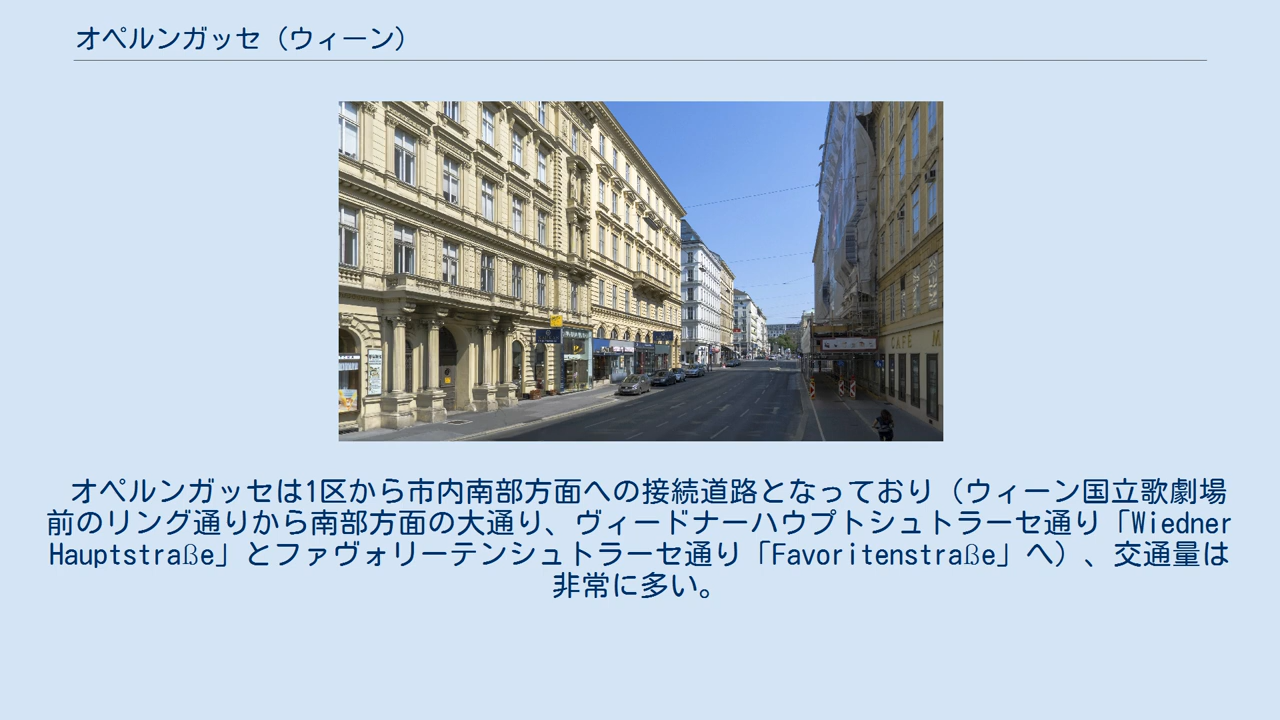 オペルンガッセ（ウィーン）
CAFÉ M
オペルンガッセは1区から市内南部方面への接続道路となっており（ウィーン国立歌劇場
前のリング通りから南部方面の大通り、ヴィードナーハウプトシュトラーセ通り「Wiedner
Hauptstraße」とファヴォリーテンシュトラーセ通り「Favoritenstraße」へ）、交通量は
非常に多い。